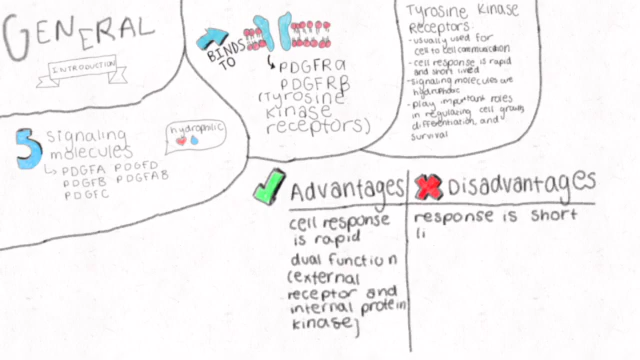 GENERAL
INTRODUCTION
5 signaling
molecules
hydrophilic
PDGFA PDGFD
PDGFB PDGFAB
PDGFC
BINDS
TO
PDGFRα
PDGFRβ
(Tyrosine
kinase
receptors)
Tyrosine Kinase
Receptors:
- usually used for
cell to cell communication
- cell response is rapid
and short lived
- signaling molecules are
hydrophilic
- play important roles
in regulating cell growth,
differentiation, and
survival
Advantages
cell response
is rapid
dual function
(external
receptor and
internal protein
kinase)
Disadvantages
response is short
li